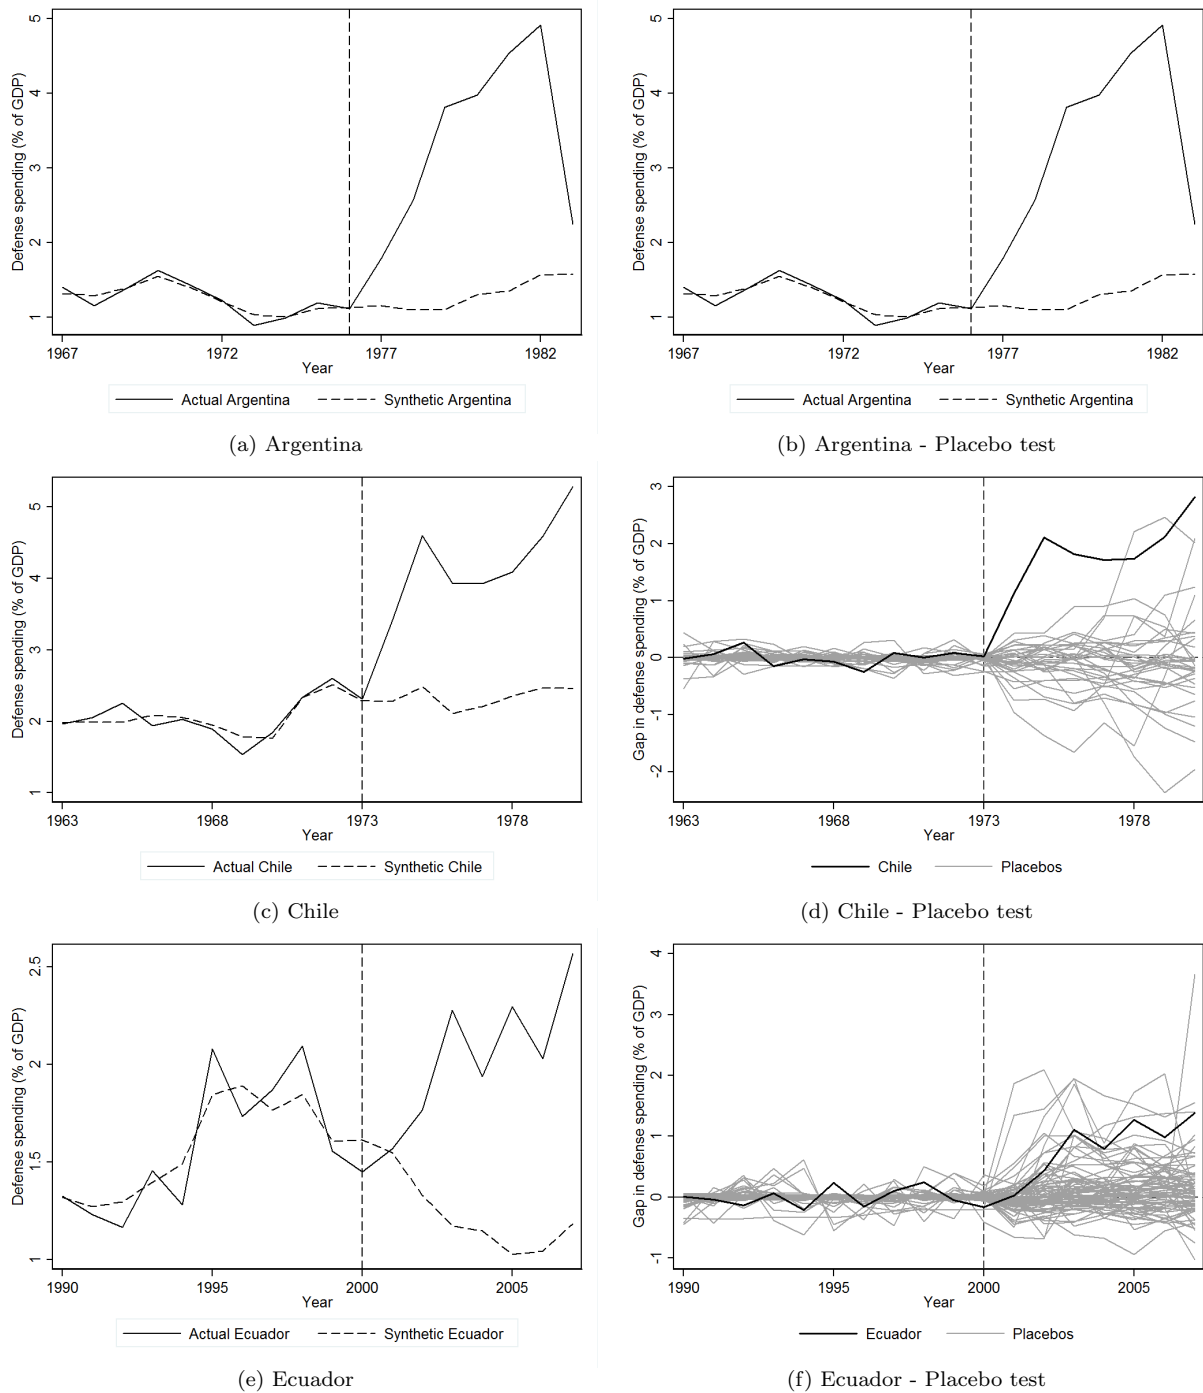 Defense spending (% of GDP)
5
4
3
2
1
1967
1972
1977
1982
Year
Actual Argentina
Synthetic Argentina
(a) Argentina
Defense spending (% of GDP)
5
4
3
2
1
1967
1972
1977
1982
Year
Actual Argentina
Synthetic Argentina
(b) Argentina - Placebo test
Defense spending (% of GDP)
5
4
3
2
1
1963
1968
1973
1978
Year
Actual Chile
Synthetic Chile
(c) Chile
Gap in defense spending (% of GDP)
3
2
1
0
-1
-2
1963
1968
1973
1978
Year
Chile
Placebos
(d) Chile - Placebo test
Defense spending (% of GDP)
2.5
2
1.5
1
1990
1995
2000
2005
Year
Actual Ecuador
Synthetic Ecuador
(e) Ecuador
Gap in defense spending (% of GDP)
4
3
2
1
0
-1
1990
1995
2000
2005
Year
Ecuador
Placebos
(f) Ecuador - Placebo test